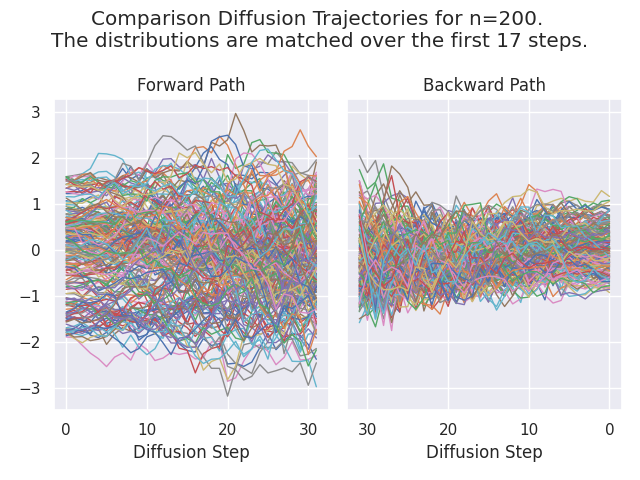 Comparison Diffusion Trajectories for n=200.
The distributions are matched over the first 17 steps.
Forward Path
Backward Path
3
2
1
0
−1
−2
−3
0 10 20 30
30 20 10 0
Diffusion Step
Diffusion Step